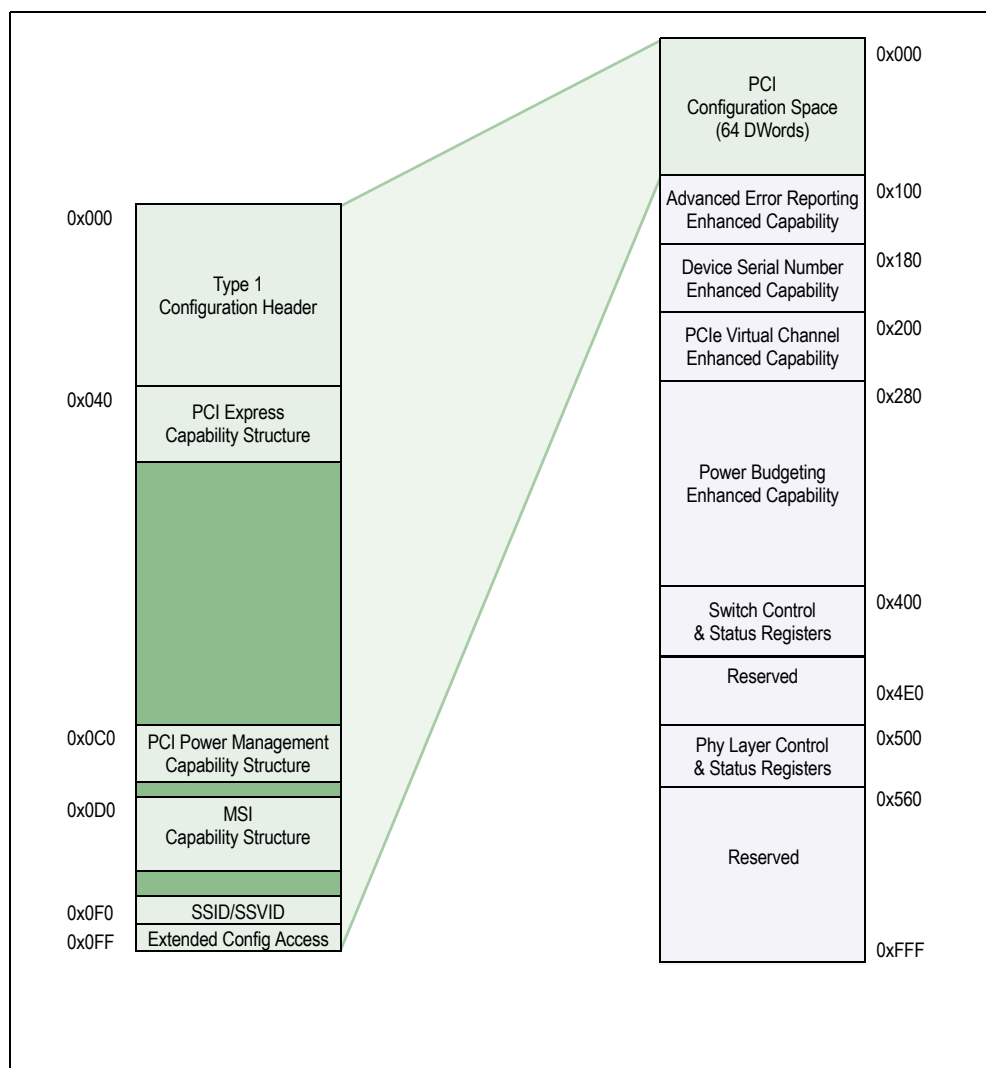 0x000
Type 1
Configuration Header
0x040
PCI Express
Capability Structure
0x0C0
PCI Power Management
Capability Structure
0x0D0
MSI
Capability Structure
0x0F0
SSID/SSVID
0x0FF
Extended Config Access
PCI
Configuration Space
(64 DWords)
0x000
Advanced Error Reporting
Enhanced Capability
0x100
Device Serial Number
Enhanced Capability
0x180
PCIe Virtual Channel
Enhanced Capability
0x200
Power Budgeting
Enhanced Capability
0x280
Switch Control
& Status Registers
0x400
Reserved
0x4E0
Phy Layer Control
& Status Registers
0x500
0x560
Reserved
0xFFF